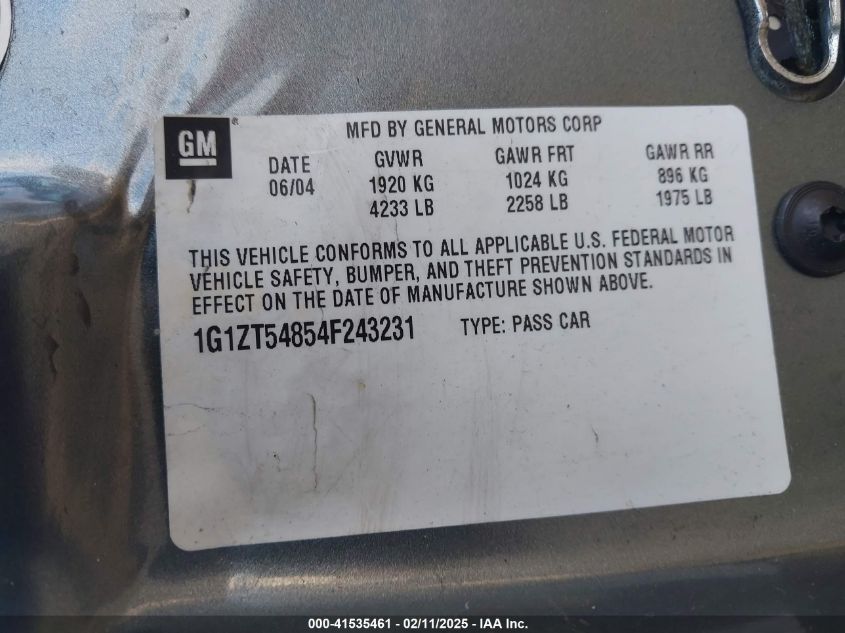 GM
MFD BY GENERAL MOTORS CORP
DATE GVWR GAWR FRT GAWR RR
06/04 1920 KG 1024 KG 896 KG
4233 LB 2258 LB 1975 LB
THIS VEHICLE CONFORMS TO ALL APPLICABLE U.S. FEDERAL MOTOR
VEHICLE SAFETY, BUMPER, AND THEFT PREVENTION STANDARDS IN
EFFECT ON THE DATE OF MANUFACTURE SHOWN ABOVE.
1G1ZT54854F243231 TYPE: PASS CAR
000-41535461 - 02/11/2025 - IAA Inc.